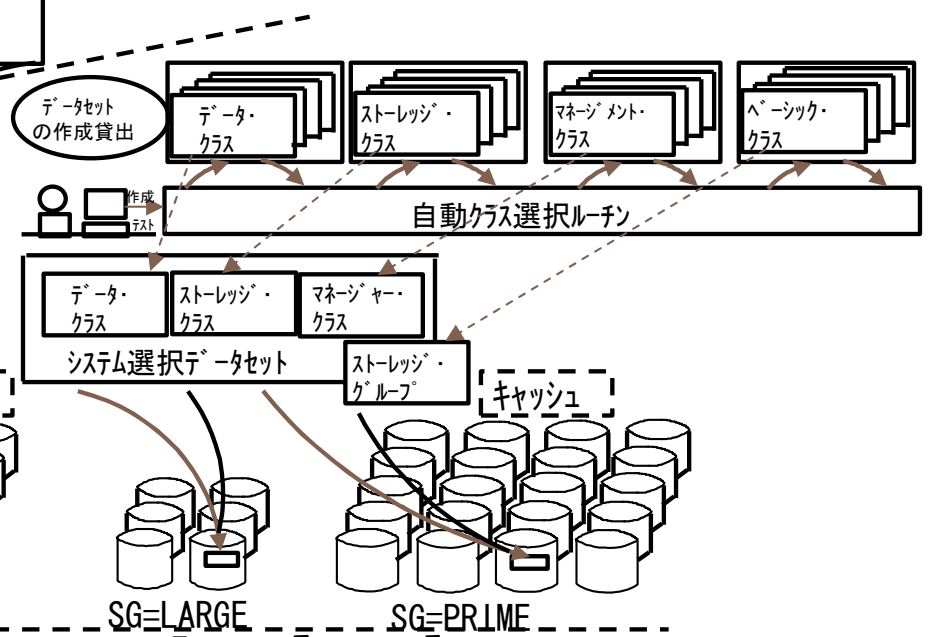 ﾃﾞｰﾀｾｯﾄ
の作成貸出
ﾃﾞｰﾀ・
ｸﾗｽ
ｽﾄｰﾚｯｼﾞ・
ｸﾗｽ
ﾏﾈｰｼﾞﾒﾝﾄ・
ｸﾗｽ
ﾍﾞｰｼｯｸ・
ｸﾗｽ
作成
ﾃｽﾄ
自動ｸﾗｽ選択ﾙｰﾁﾝ
ﾃﾞｰﾀ・
ｸﾗｽ
ｽﾄｰﾚｯｼﾞ・
ｸﾗｽ
ﾏﾈｰｼﾞｬｰ・
ｸﾗｽ
ｼｽﾃﾑ選択ﾃﾞｰﾀｾｯﾄ
ｽﾄｰﾚｯｼﾞ・
ｸﾞﾙｰﾌﾟ
ｷｬｯｼｭ
SG=LARGE
SG=PRIME